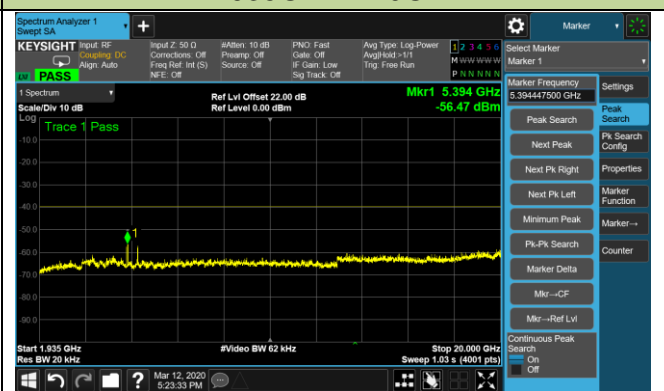 Spectrum Analyzer 1
Swept SA
+
Marker
KEYSIGHT
Input: RF
Coupling: DC
Align: Auto
Input Z: 50 Ω
Corrections: Off
Freq Ref: Int (S)
NFE: Off
#Atten: 10 dB
Preamp: Off
Source: Off
PNO: Fast
Gate: Off
IF Gain: Low
Sig Track: Off
Avg Type: Log-Power
Avg|Hold:>1/1
Trig: Free Run
1 2 3 4 5 6
M W W W W W
P N N N N N
PASS
Select Marker
Marker 1
1 Spectrum
Scale/Div 10 dB
Ref Lvl Offset 22.00 dB
Ref Level 0.00 dBm
Mkr1 5.394 GHz
-56.47 dBm
Log
Trace 1 Pass
-10.0
-20.0
-30.0
-40.0
-50.0
-60.0
-70.0
-80.0
-90.0
1
Start 1.935 GHz
Res BW 20 kHz
#Video BW 62 kHz
Stop 20.000 GHz
Sweep 1.03 s (4001 pts)
Marker Frequency
5.394447500 GHz
Peak Search
Next Peak
Next Pk Right
Next Pk Left
Minimum Peak
Pk-Pk Search
Marker Delta
Mkr→CF
Mkr→Ref Lvl
Continuous Peak
Search
On
Off
Settings
Peak
Search
Pk Search
Config
Properties
Marker
Function
Marker→
Counter
?
Mar 12, 2020
5:23:33 PM